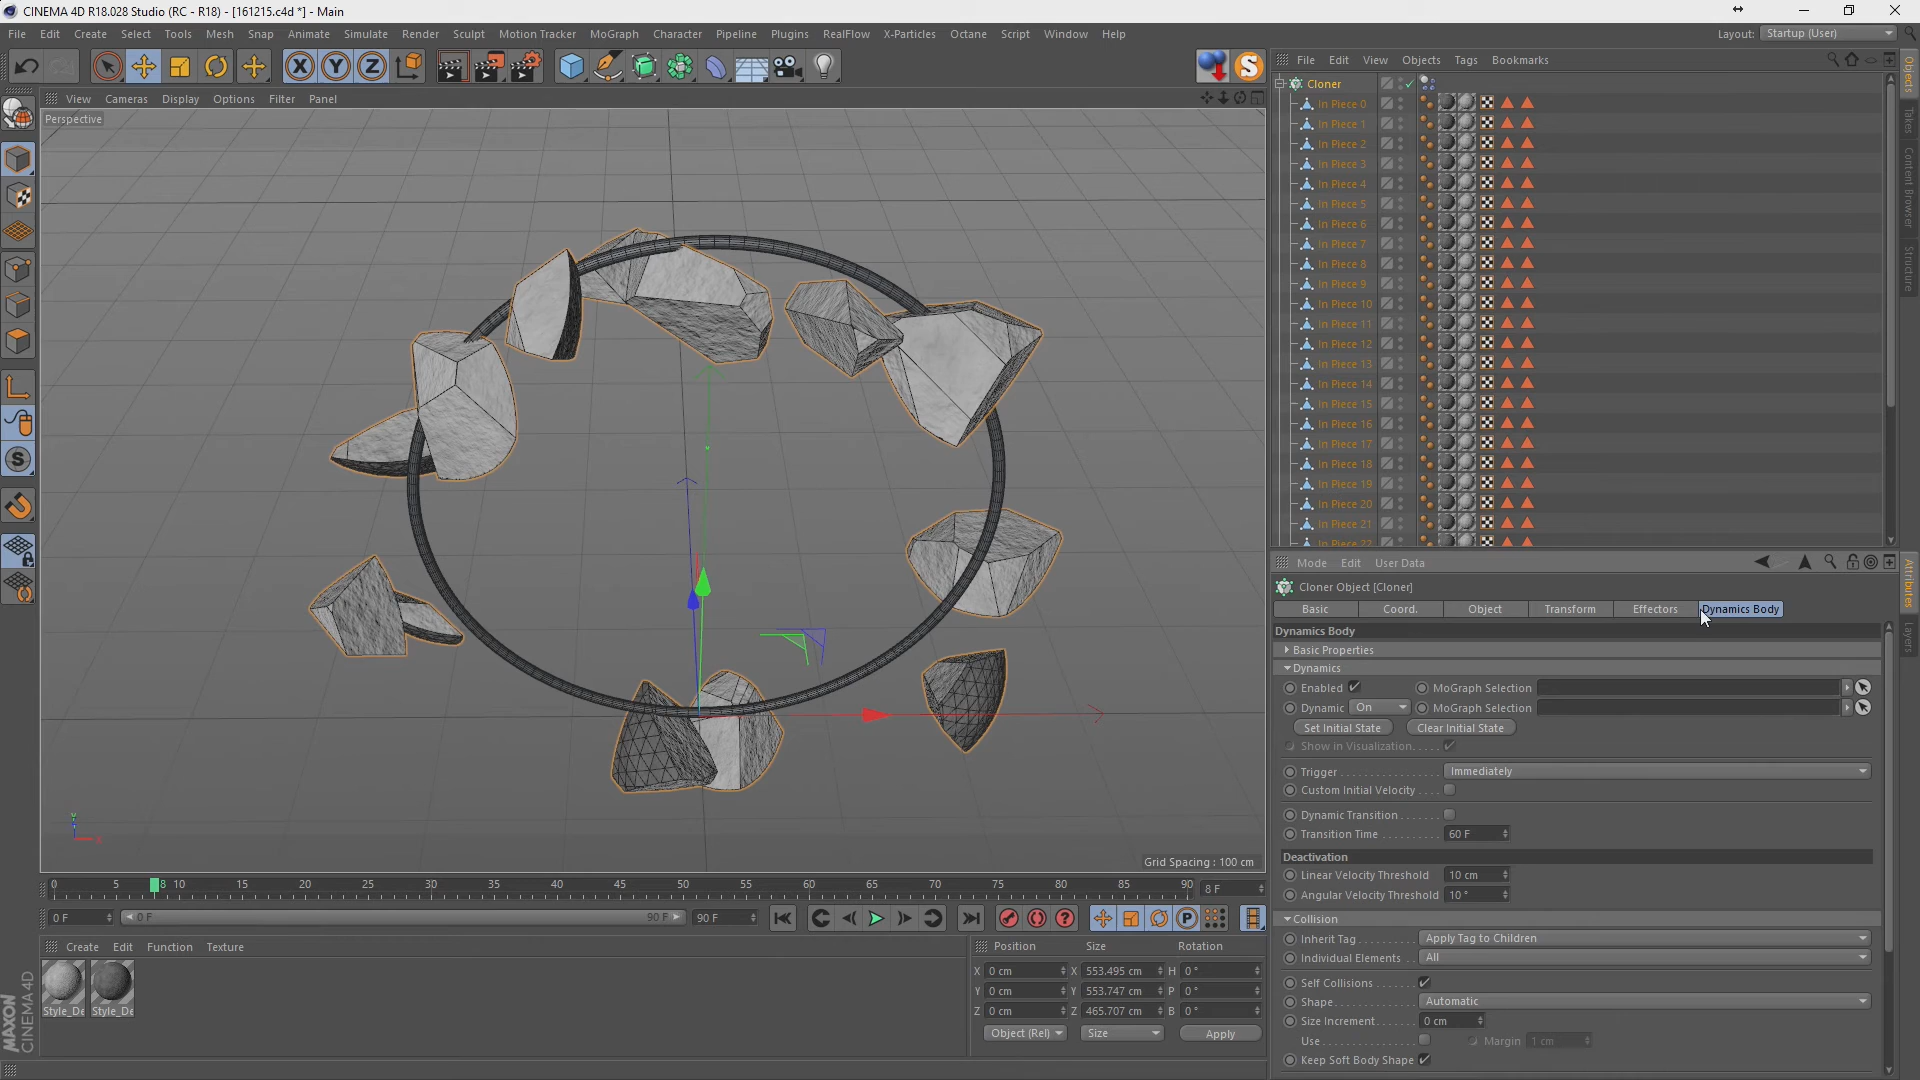 CINEMA 4D R18.028 Studio (RC - R18) - [161215.c4d *] - Main
File Edit Create Select Tools Mesh Snap Animate Simulate Render Sculpt Motion Tracker MoGraph Character Pipeline Plugins RealFlow X-Particles Octane Script Window Help
Layout: Startup (User)
File Edit View Objects Tags Bookmarks
View Cameras Display Options Filter Panel
Perspective
Cloner
In Piece 0
In Piece 1
In Piece 2
In Piece 3
In Piece 4
In Piece 5
In Piece 6
In Piece 7
In Piece 8
In Piece 9
In Piece 10
In Piece 11
In Piece 12
In Piece 13
In Piece 14
In Piece 15
In Piece 16
In Piece 17
In Piece 18
In Piece 19
In Piece 20
In Piece 21
In Piece 22
Objects
Takes
Content Browser
Structure
Mode Edit User Data
Cloner Object [Cloner]
Basic Coord. Object Transform Effectors Dynamics Body
Dynamics Body
Basic Properties
Dynamics
Enabled MoGraph Selection
Dynamic On MoGraph Selection
Set Initial State Clear Initial State
Show in Visualization. . . . .
Trigger Immediately
Custom Initial Velocity
Dynamic Transition
Transition Time 60 F
Deactivation
Linear Velocity Threshold 10 cm
Angular Velocity Threshold 10 °
Collision
Inherit Tag Apply Tag to Children
Individual Elements All
Self Collisions
Shape Automatic
Size Increment 0 cm
Use Margin 1 cm
Keep Soft Body Shape
Attributes
Layers
Grid Spacing : 100 cm
0 5 8 10 15 20 25 30 35 40 45 50 55 60 65 70 75 80 85 90 8 F
0 F 0 F 90 F 90 F
Create Edit Function Texture
Style_De Style_De
Position Size Rotation
X 0 cm X 553.495 cm H 0 °
Y 0 cm Y 553.747 cm P 0 °
Z 0 cm Z 465.707 cm B 0 °
Object (Rel) Size Apply
MAXON
CINEMA 4D